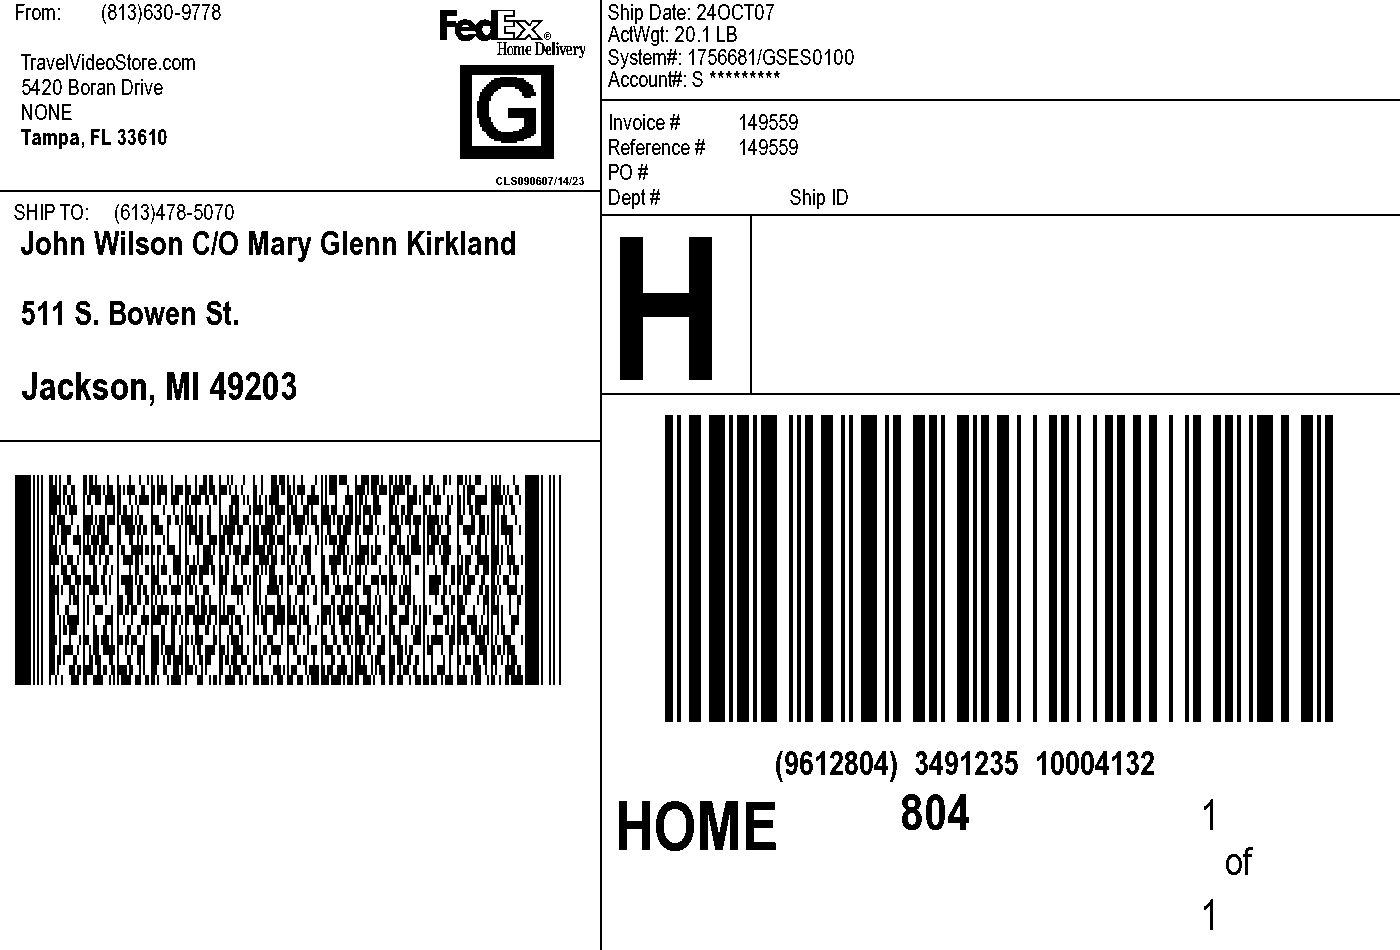 From: (813)630-9778
TravelVideoStore.com
5420 Boran Drive
NONE
Tampa, FL 33610
FedEx®
Home Delivery
G
CLS090607/14/23
Ship Date: 24OCT07
ActWgt: 20.1 LB
System#: 1756681/GSES0100
Account#: S *********
Invoice # 149559
Reference # 149559
PO #
Dept # Ship ID
SHIP TO: (613)478-5070
John Wilson C/O Mary Glenn Kirkland
511 S. Bowen St.
Jackson, MI 49203
H
(9612804) 3491235 10004132
HOME 804 1
of
1